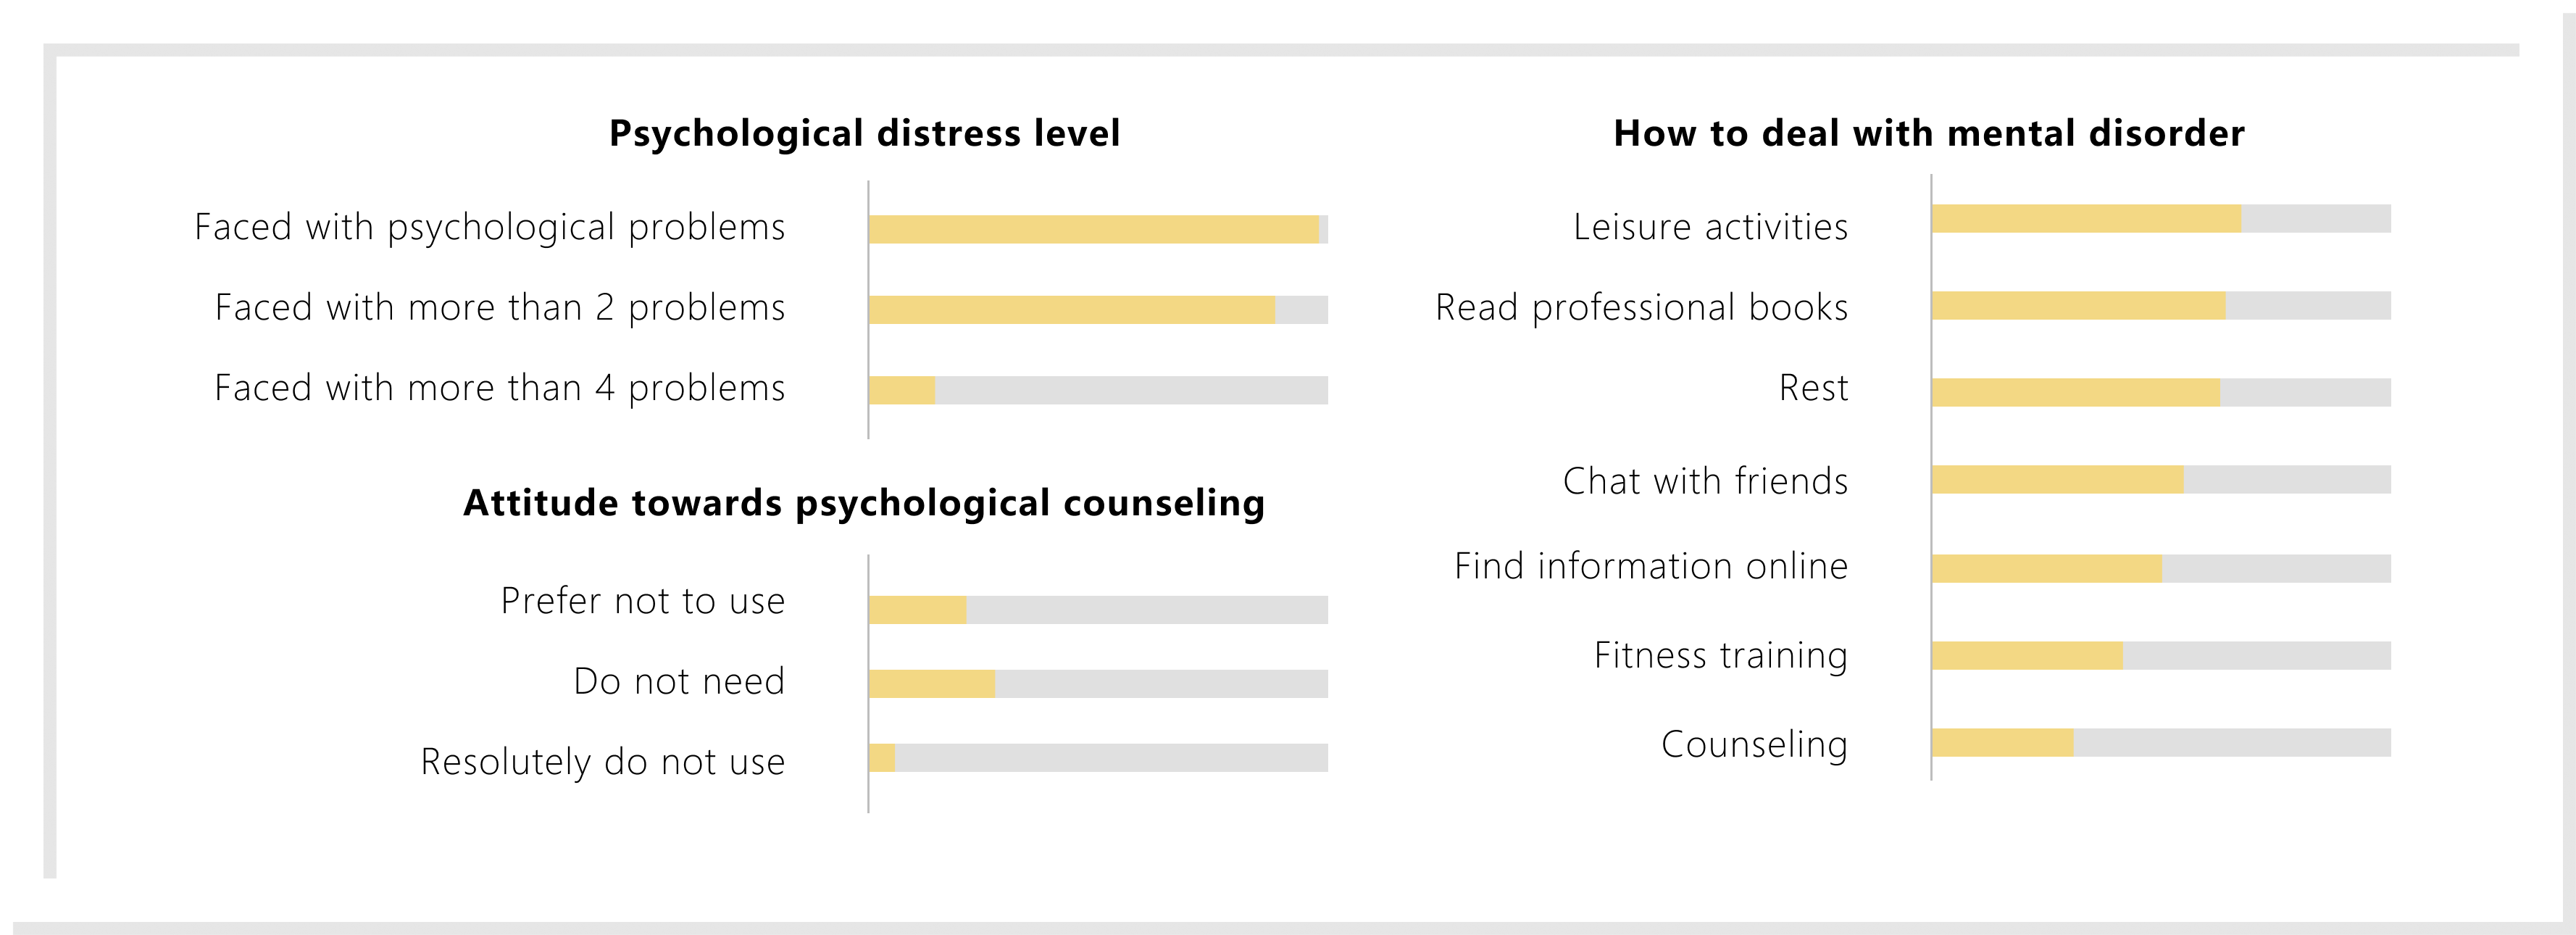 Psychological distress level
Faced with psychological problems
Faced with more than 2 problems
Faced with more than 4 problems
Attitude towards psychological counseling
Prefer not to use
Do not need
Resolutely do not use
How to deal with mental disorder
Leisure activities
Read professional books
Rest
Chat with friends
Find information online
Fitness training
Counseling